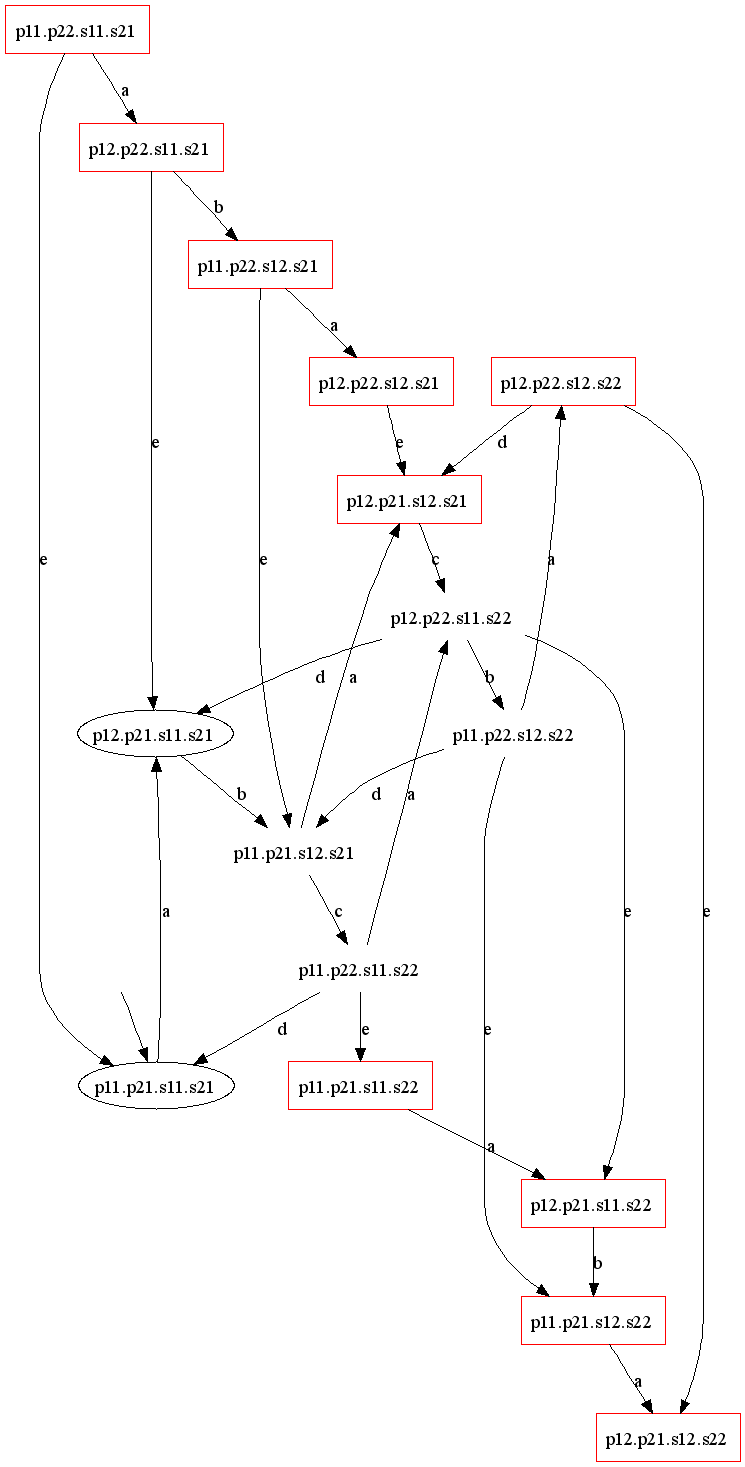 p11.p22.s11.s21
a
p12.p22.s11.s21
b
p11.p22.s12.s21
a
p12.p22.s12.s21
p12.p22.s12.s22
e
e
d
p12.p21.s12.s21
e
e
c
a
p12.p22.s11.s22
d
a
b
p12.p21.s11.s21
p11.p22.s12.s22
b
d
a
p11.p21.s12.s21
a
c
e
e
p11.p22.s11.s22
d
e
e
p11.p21.s11.s21
p11.p21.s11.s22
a
p12.p21.s11.s22
b
p11.p21.s12.s22
a
p12.p21.s12.s22